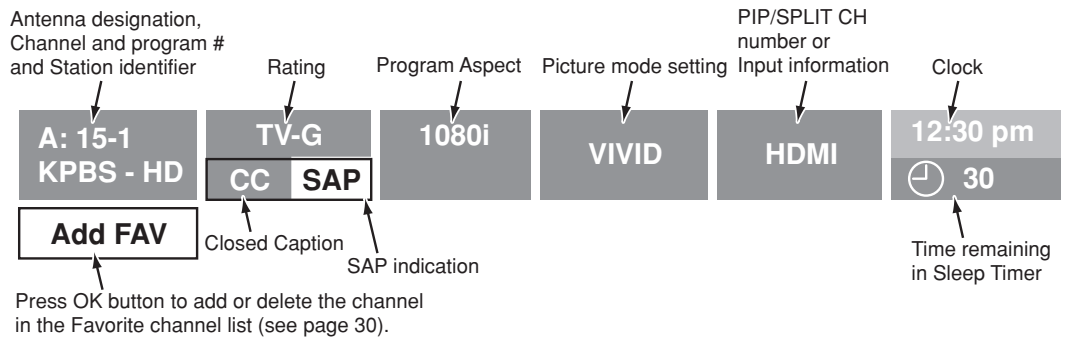 Antenna designation,
Channel and program #
and Station identifier
Rating
Program Aspect
Picture mode setting
PIP/SPLIT CH
number or
Input information
Clock
A: 15-1
KPBS - HD
TV-G
CC SAP
1080i
VIVID
HDMI
12:30 pm
30
Add FAV
Closed Caption
SAP indication
Time remaining
in Sleep Timer
Press OK button to add or delete the channel
in the Favorite channel list (see page 30).